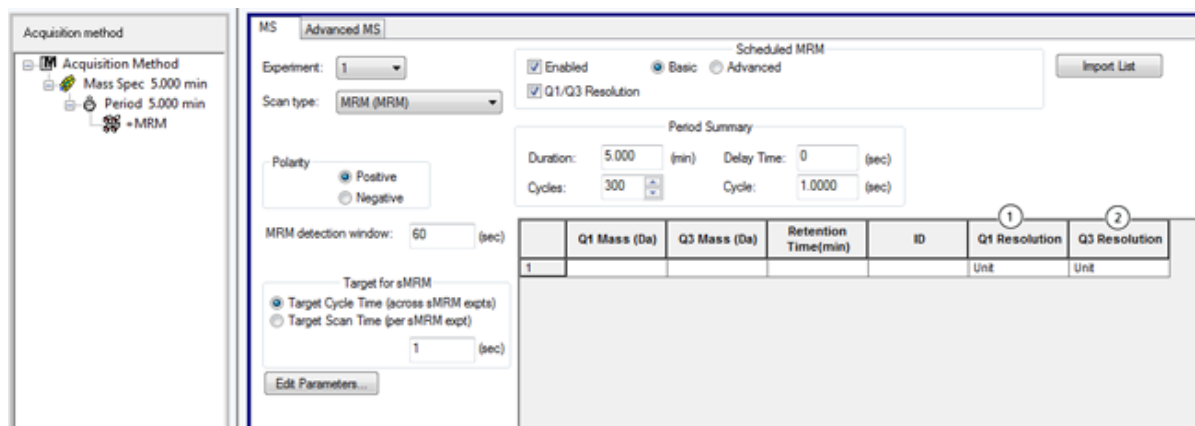 Acquisition method
Acquisition Method
Mass Spec 5.000 min
Period 5.000 min
+MRM
MS Advanced MS
Experiment: 1
Scan type: MRM (MRM)
Polarity
Positive
Negative
MRM detection window: 60 (sec)
Target for sMRM
Target Cycle Time (across sMRM expts)
Target Scan Time (per sMRM expt)
1 (sec)
Edit Parameters...
Scheduled MRM
Enabled Basic Advanced
Q1/Q3 Resolution
Import List
Period Summary
Duration: 5.000 (min) Delay Time: 0 (sec)
Cycles: 300 Cycle: 1.0000 (sec)
1 2
Q1 Mass (Da) Q3 Mass (Da) Retention Time(min) ID Q1 Resolution Q3 Resolution
1 Unit Unit